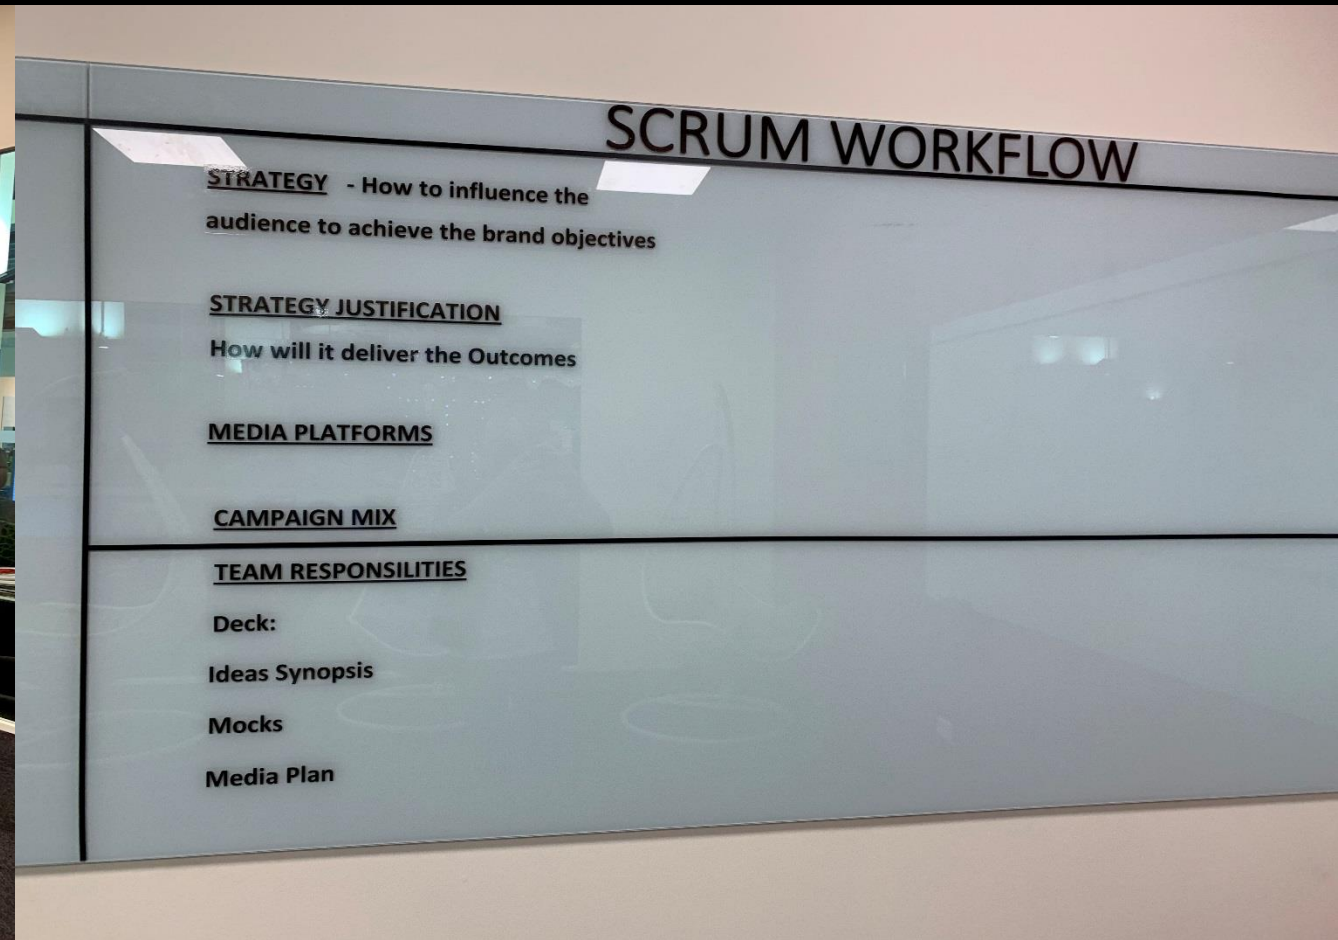 SCRUM WORKFLOW
STRATEGY - How to influence the
audience to achieve the brand objectives
STRATEGY JUSTIFICATION
How will it deliver the Outcomes
MEDIA PLATFORMS
CAMPAIGN MIX
TEAM RESPONSILITIES
Deck:
Ideas Synopsis
Mocks
Media Plan